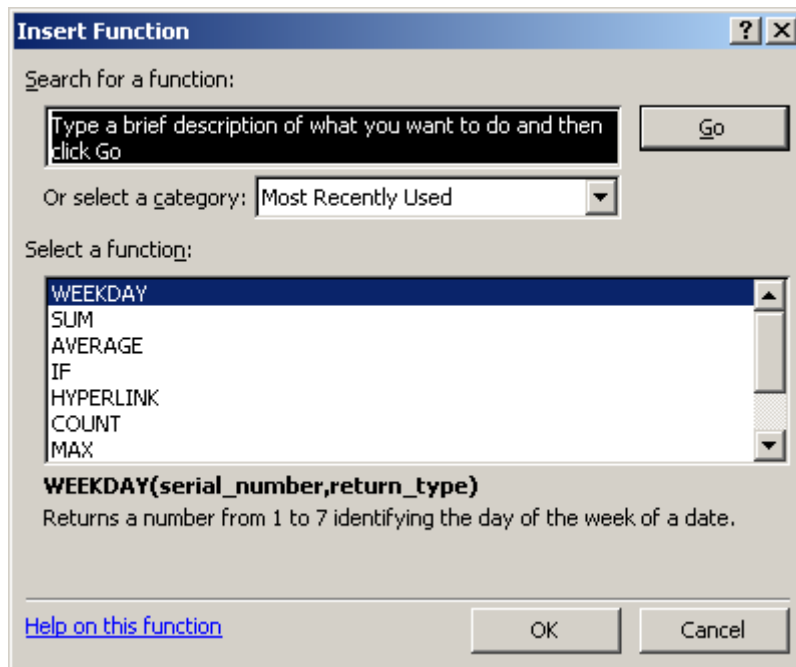 Insert Function
Search for a function:
Type a brief description of what you want to do and then
click Go
Go
Or select a category: Most Recently Used
Select a function:
WEEKDAY
SUM
AVERAGE
IF
HYPERLINK
COUNT
MAX
WEEKDAY(serial_number,return_type)
Returns a number from 1 to 7 identifying the day of the week of a date.
Help on this function
OK
Cancel